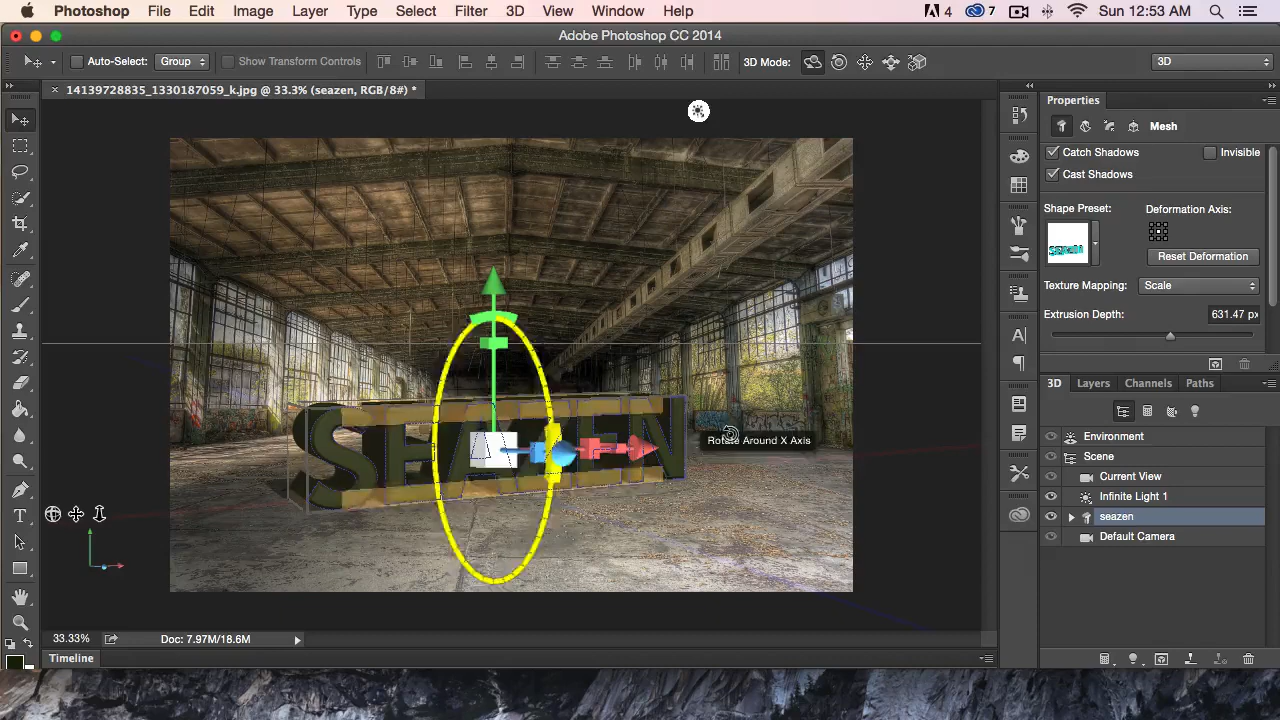 Photoshop File Edit Image Layer Type Select Filter 3D View Window Help 4 7 Sun 12:53 AM
Adobe Photoshop CC 2014
Auto-Select: Group Show Transform Controls 3D Mode: 3D
14139728835_1330187059_k.jpg @ 33.3% (seazen, RGB/8#) *
Properties
Mesh
Catch Shadows Invisible
Cast Shadows
Shape Preset: Deformation Axis:
SEAZEN
Reset Deformation
Texture Mapping: Scale
Extrusion Depth: 631.47 px
3D Layers Channels Paths
Environment
Scene
Current View
Infinite Light 1
seazen
Default Camera
SEAZEN
Rotate Around X Axis
33.33% Doc: 7.97M/18.6M
Timeline